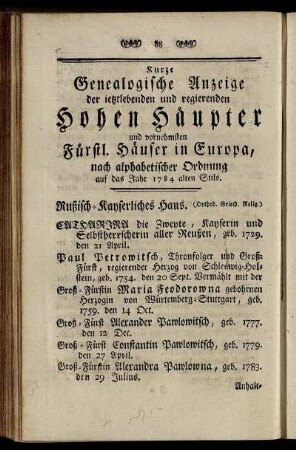 88
Kurze
Genealogische Anzeige
der ietztlebenden und regierenden
Hohen Häupter
und vornehmsten
Fürstl. Häuser in Europa,
nach alphabetischer Ordnung
auf das Jahr 1784 alten Stils.
Rußisch-Kayserliches Haus. (Orthod. Griech. Relig.)
CATHARINA die Zweyte, Kayserin und
Selbstherrscherin aller Reußen, geb. 1729.
den 21 April.
Paul Petrowitsch, Thronfolger und Groß-
Fürst, regierender Herzog von Schleswig-Hol-
stein, geb. 1754. den 20 Sept. Vermählt mit der
Groß-Fürstin Maria Feodorowna gebohrnen
Herzogin von Würtemberg-Stuttgart, geb.
1759. den 14 Oct.
Groß-Fürst Alexander Pawlowitsch, geb. 1777.
den 12 Dec.
Groß-Fürst Constantin Pawlowitsch, geb. 1779.
den 27 April.
Groß-Fürstin Alexandra Pawlowna, geb. 1783.
den 29 Julius.
Anhalt-